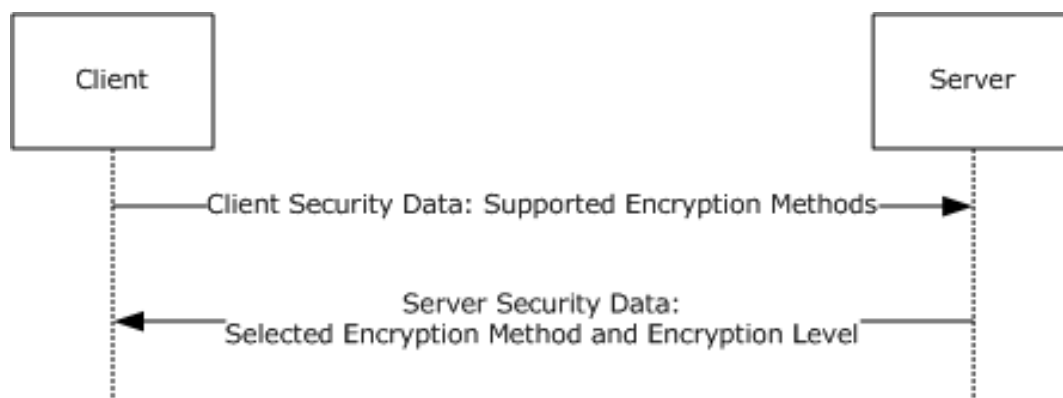 Client
Server
Client Security Data: Supported Encryption Methods
Server Security Data:
Selected Encryption Method and Encryption Level